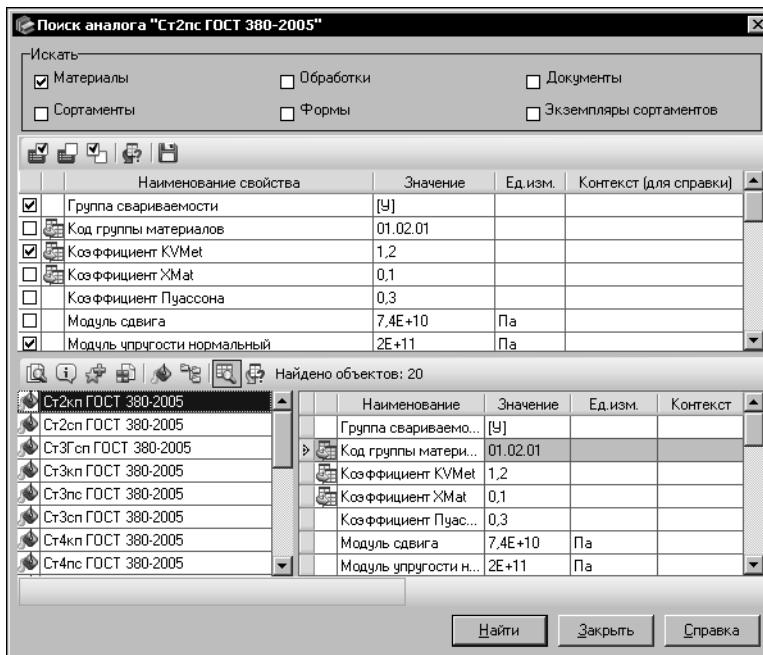 Поиск аналога "Ст2пс ГОСТ 380-2005"
Искать
Материалы Обработки Документы
Сортаменты Формы Экземпляры сортаментов
Наименование свойства Значение Ед.изм. Контекст (для справки)
Группа свариваемости [У]
Код группы материалов 01.02.01
Коэффициент KVMet 1,2
Коэффициент XMat 0,1
Коэффициент Пуассона 0,3
Модуль сдвига 7,4E+10 Па
Модуль упругости нормальный 2E+11 Па
Найдено объектов: 20
Ст2кп ГОСТ 380-2005
Ст2сп ГОСТ 380-2005
Ст3Гсп ГОСТ 380-2005
Ст3кп ГОСТ 380-2005
Ст3пс ГОСТ 380-2005
Ст3сп ГОСТ 380-2005
Ст4кп ГОСТ 380-2005
Ст4пс ГОСТ 380-2005
Наименование Значение Ед.изм. Контекст
Группа свариваемо... [У]
Код группы матери... 01.02.01
Коэффициент KVMet 1,2
Коэффициент XMat 0,1
Коэффициент Пуас... 0,3
Модуль сдвига 7,4E+10 Па
Модуль упругости н... 2E+11 Па
Найти Закрыть Справка